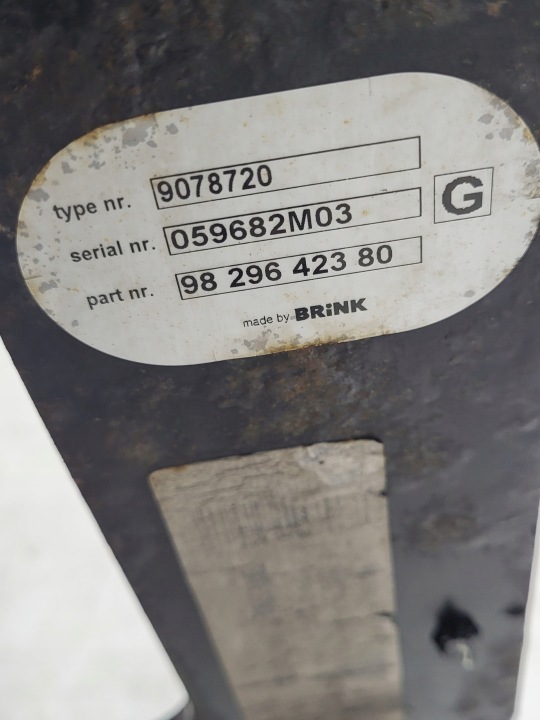 type nr. 9078720
serial nr. 059682M03
G
part nr. 98 296 423 80
made by BRiNK